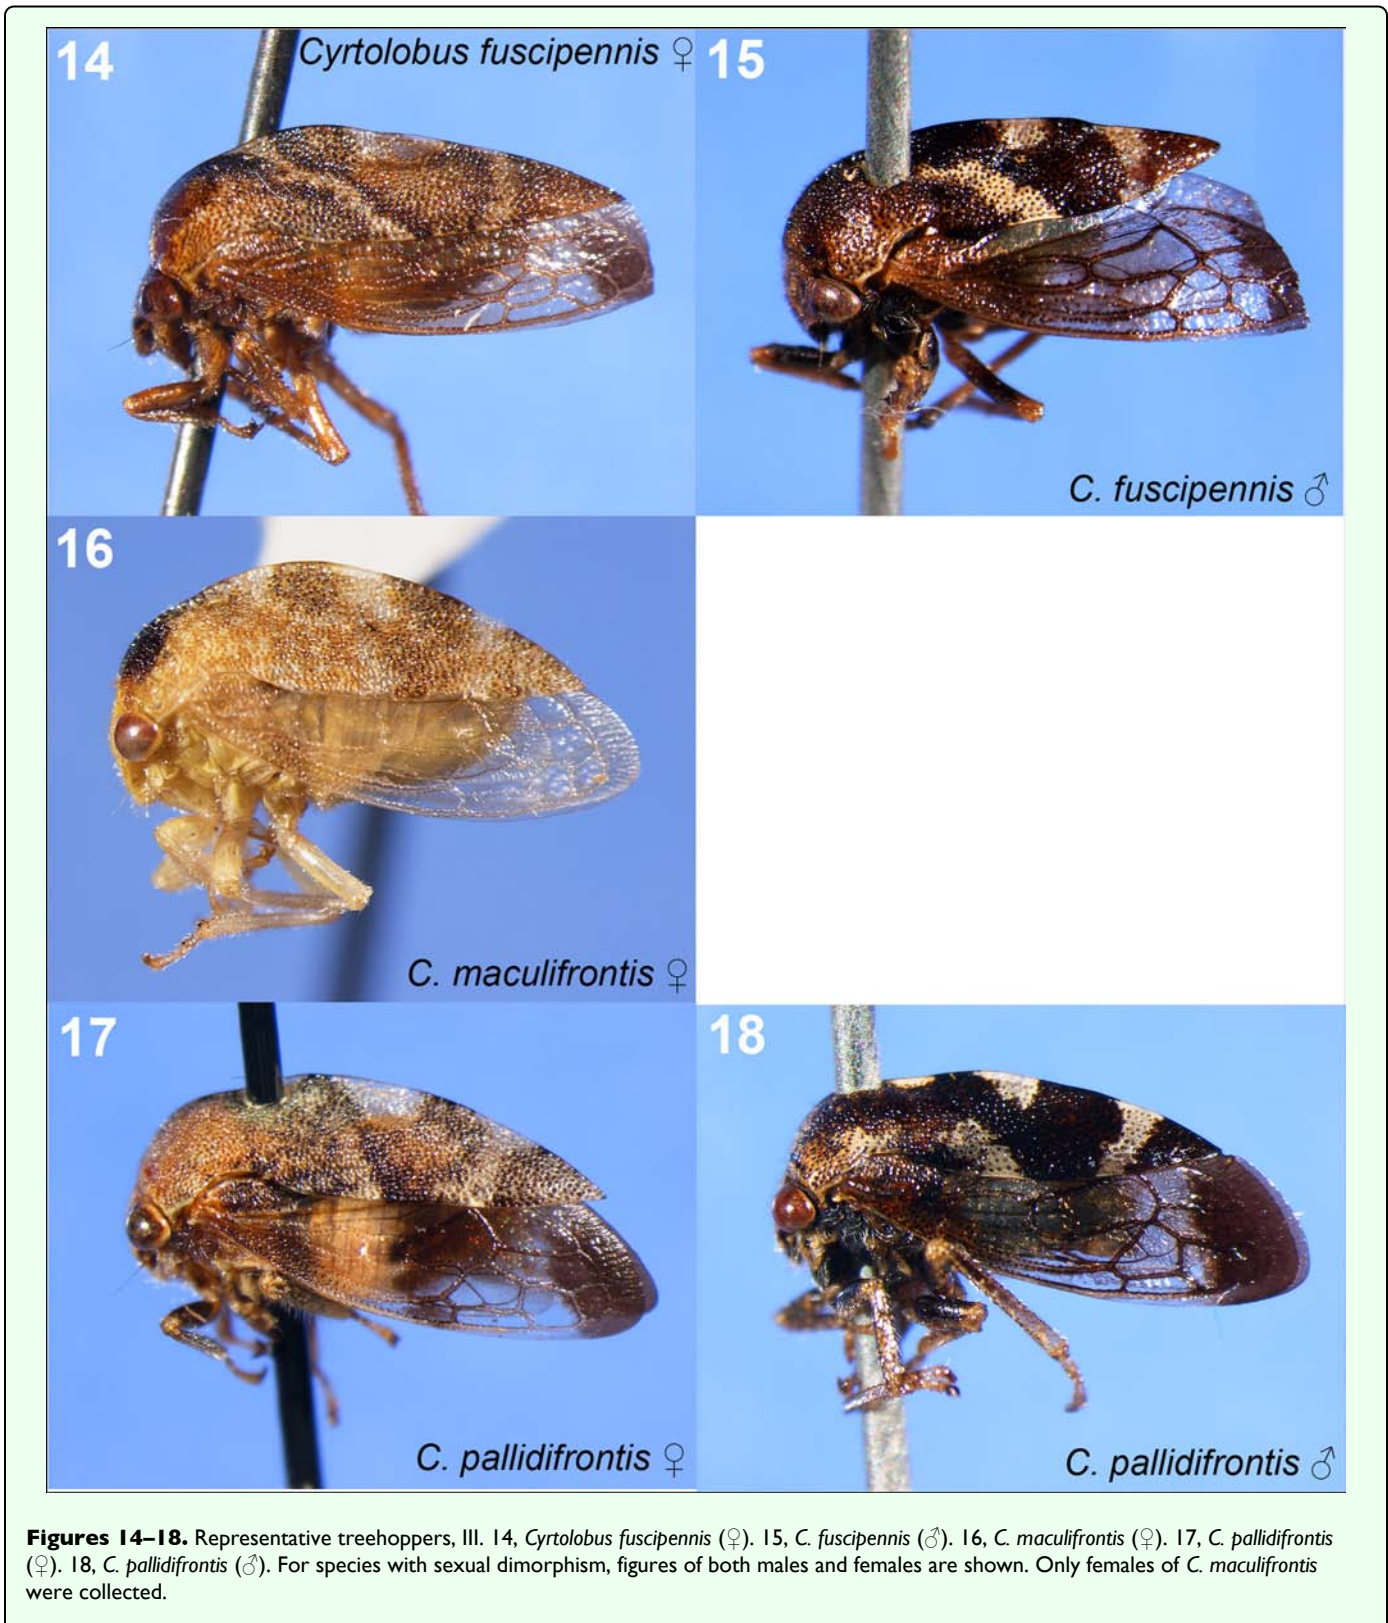 14
Cyrtolobus fuscipennis ♀
15
C. fuscipennis ♂
16
C. maculifrontis ♀
17
C. pallidifrontis ♀
18
C. pallidifrontis ♂
Figures 14–18. Representative treehoppers, III. 14, Cyrtolobus fuscipennis (♀). 15, C. fuscipennis (♂). 16, C. maculifrontis (♀). 17, C. pallidifrontis
(♀). 18, C. pallidifrontis (♂). For species with sexual dimorphism, figures of both males and females are shown. Only females of C. maculifrontis
were collected.